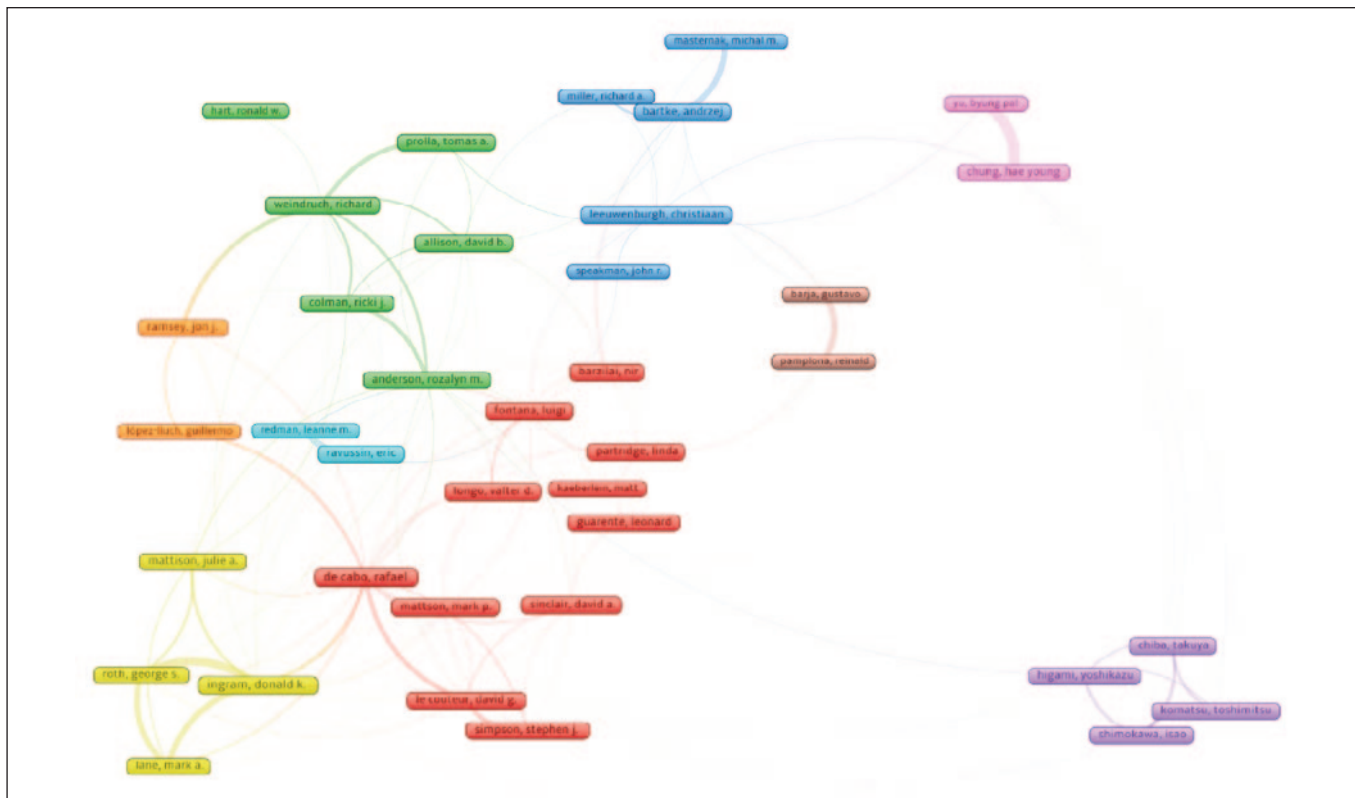 masternak, michal m.
miller, richard a.
bartke, andrzej
yu, byung pal
hart, ronald w.
prolla, tomas a.
chung, hae young
weindruch, richard
leeuwenburgh, christiaan
allison, david b.
speakman, john r.
colman, ricki j.
barja, gustavo
ramsey, jon j.
pamplona, reinald
barzilai, nir
anderson, rozalyn m.
fontana, luigi
lópez-lluch, guillermo
redman, leanne m.
ravussin, eric
partridge, linda
longo, valter d.
kaeberlein, matt
guarente, leonard
mattison, julie a.
de cabo, rafael
mattson, mark p.
sinclair, david a.
chiba, takuya
roth, george s.
ingram, donald k.
higami, yoshikazu
le couteur, david g.
komatsu, toshimitsu
simpson, stephen j.
shimokawa, isao
lane, mark a.